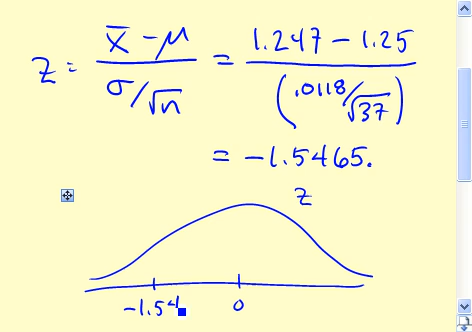 z = (x̄ − μ)/(σ/√n) = (1.247 − 1.25)/(.0118/√37)
= −1.5465.
z
−1.54 0